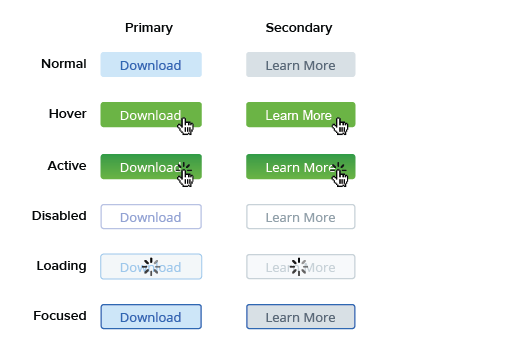 Primary Secondary
Normal Download Learn More
Hover Download Learn More
Active Download Learn More
Disabled Download Learn More
Loading Download Learn More
Focused Download Learn More